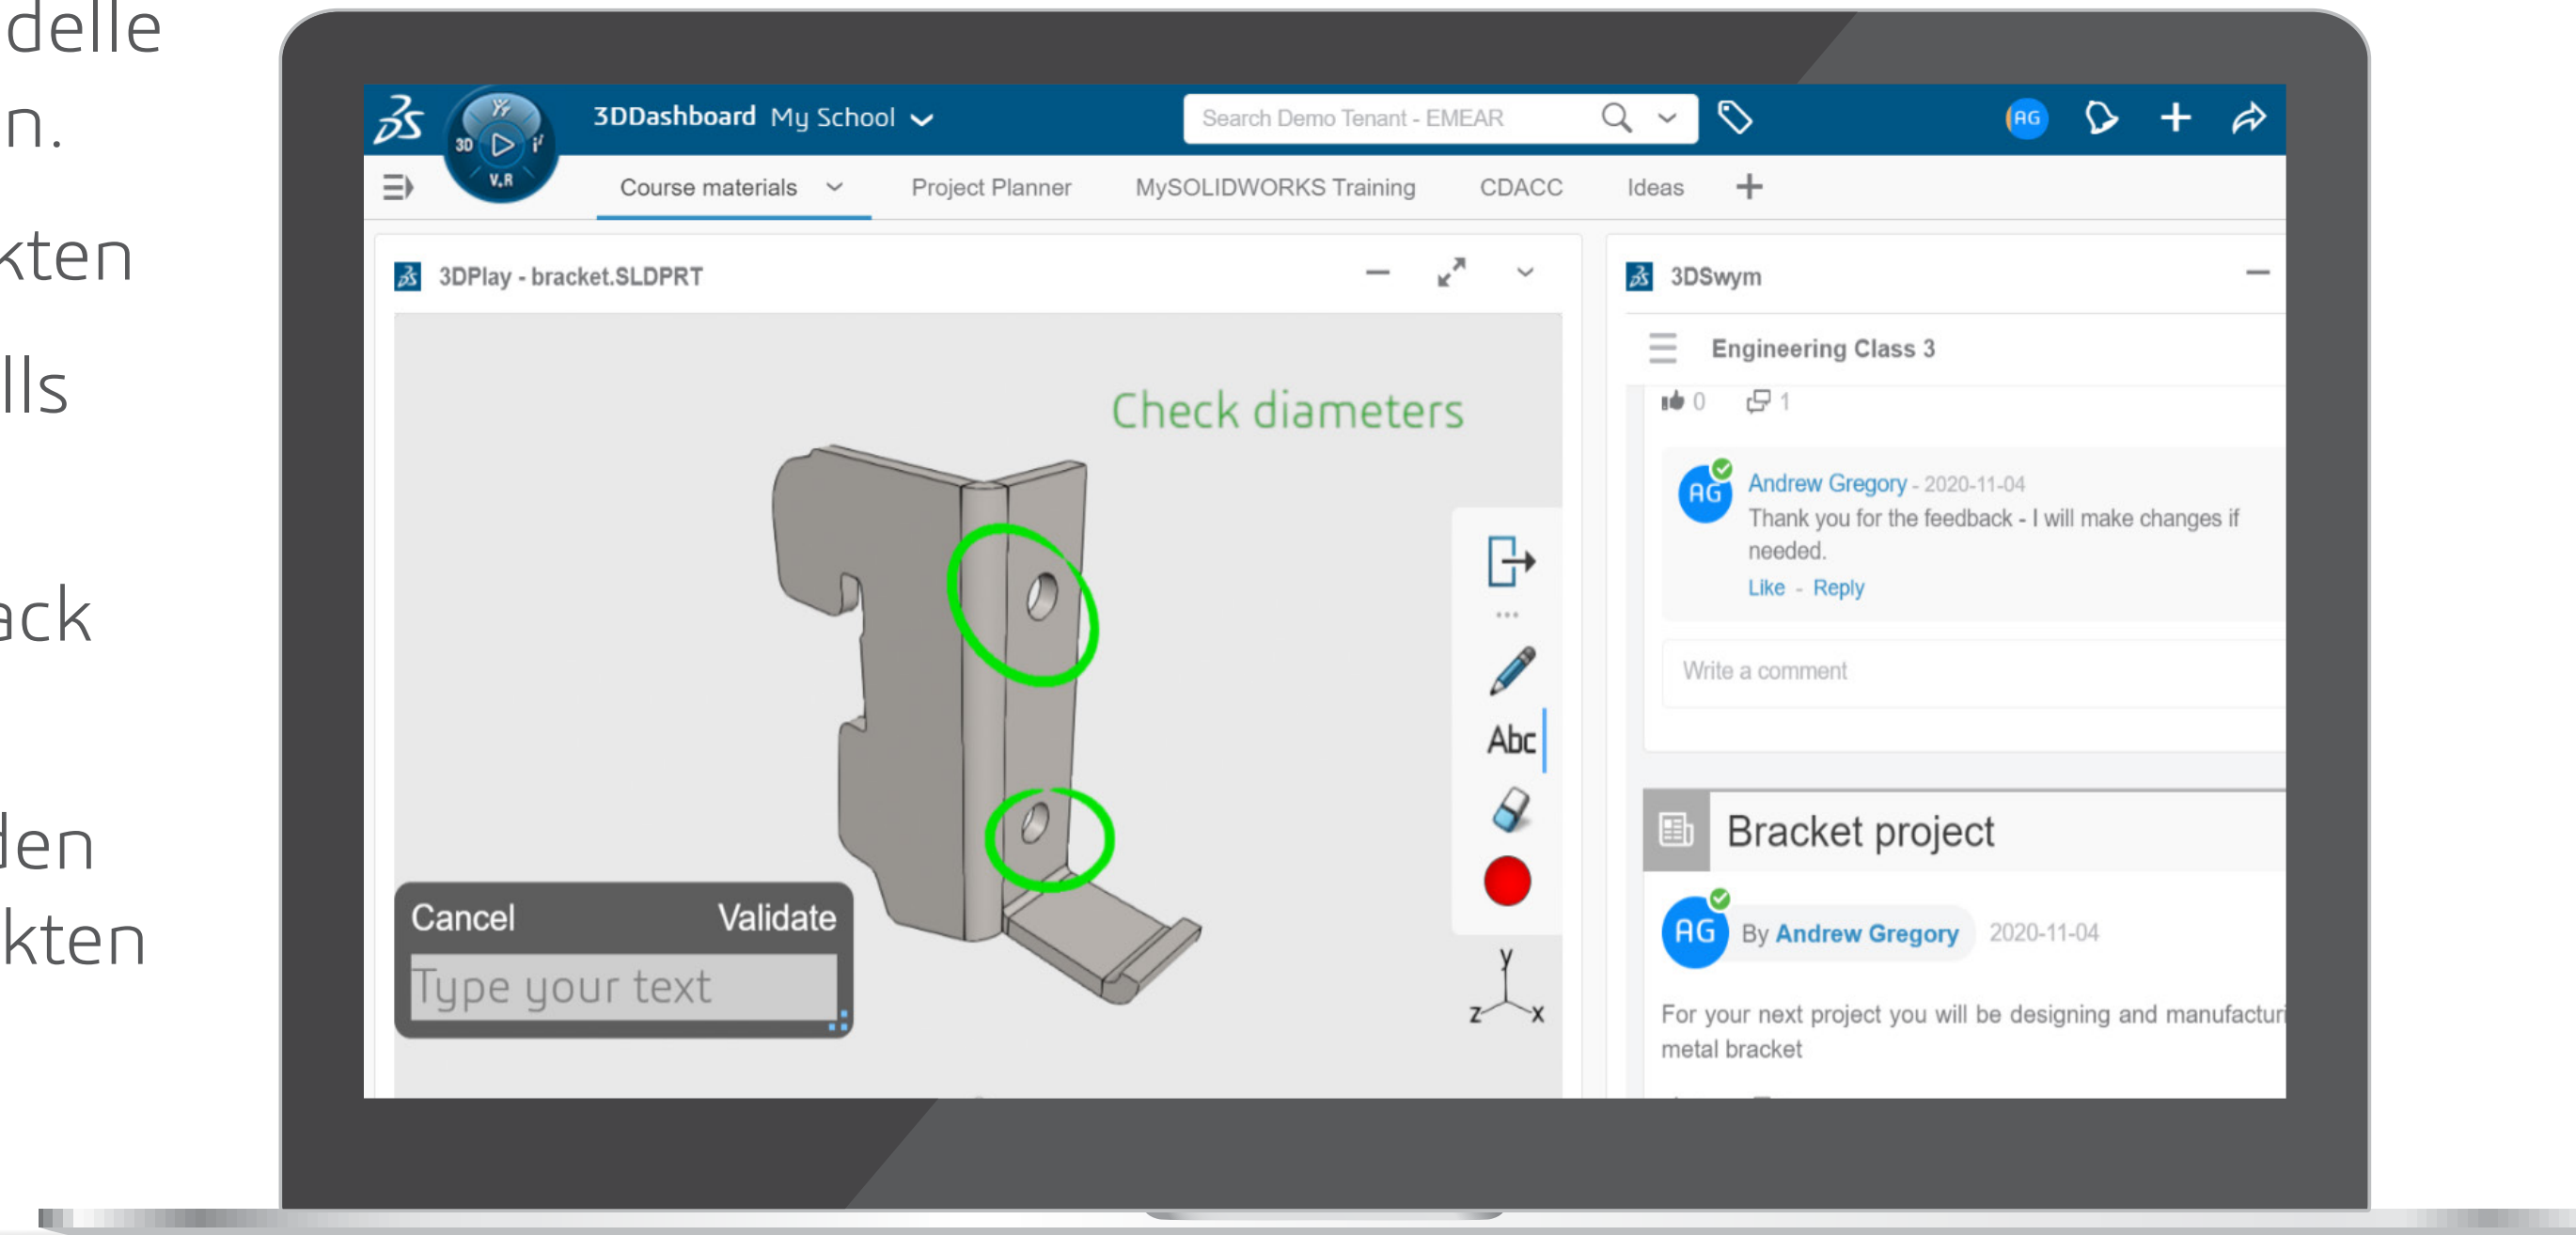 delle
n.
kten
lls
ack
den
kten
3DDashboard My School
Search Demo Tenant - EMEAR
AG
3D
V.R
Course materials
Project Planner
MySOLIDWORKS Training
CDACC
Ideas
3DPlay - bracket.SLDPRT
Check diameters
Abc
Cancel
Validate
Type your text
y
z
x
3DSwym
Engineering Class 3
0
1
AG
Andrew Gregory - 2020-11-04
Thank you for the feedback - I will make changes if
needed.
Like - Reply
Write a comment
Bracket project
AG
By Andrew Gregory 2020-11-04
For your next project you will be designing and manufacturi
metal bracket